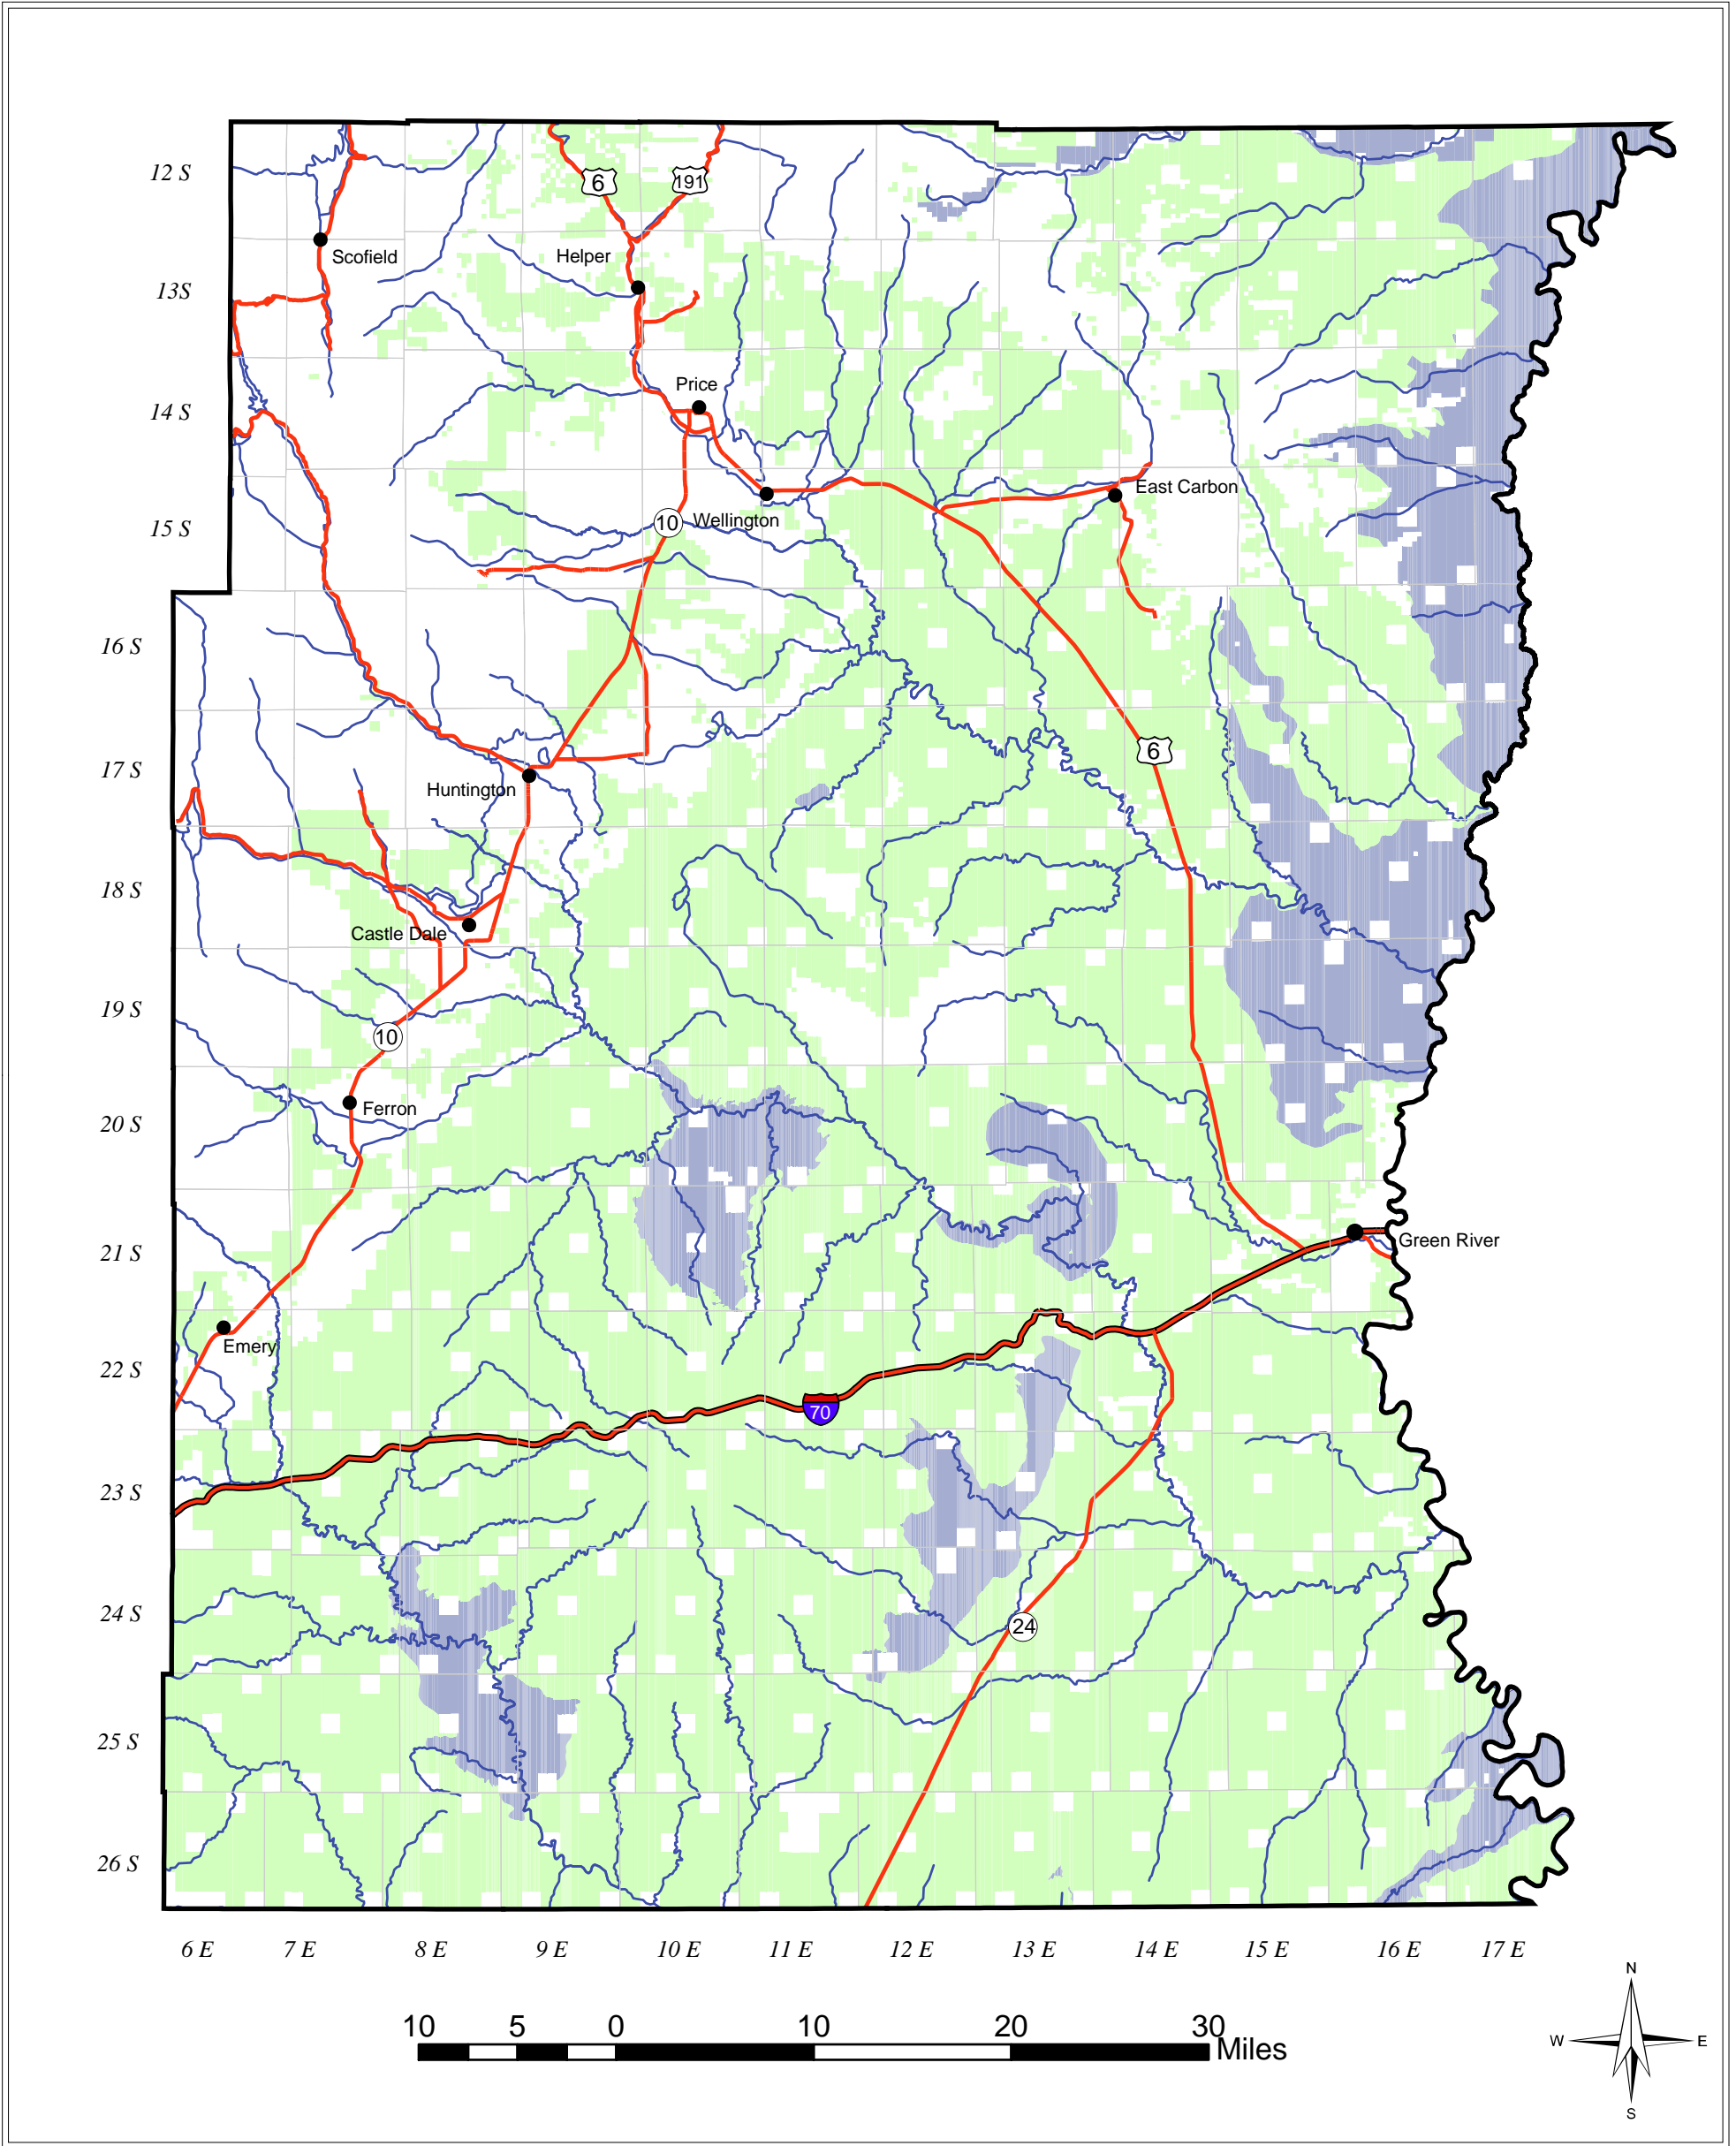 12 S
6
191
Scofield
Helper
13S
Price
14 S
East Carbon
10
Wellington
15 S
16 S
6
17 S
Huntington
18 S
Castle Dale
19 S
10
Ferron
20 S
21 S
Green River
Emery
22 S
70
23 S
24 S
24
25 S
26 S
6 E
7 E
8 E
9 E
10 E
11 E
12 E
13 E
14 E
15 E
16 E
17 E
N
W
E
S
10
5
0
10
20
30
Miles